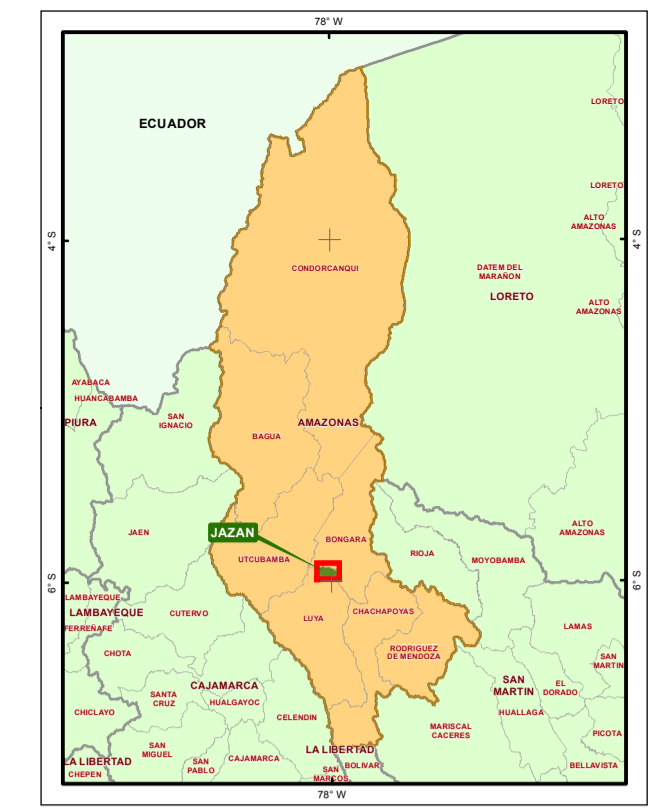 78° W
LORETO
ECUADOR
LORETO
ALTO
AMAZONAS
4° S
4° S
CONDORCANQUI
DATEM DEL
MARAÑON
LORETO
ALTO
AMAZONAS
AYABACA
HUANCABAMBA
PIURA
SAN
IGNACIO
AMAZONAS
BAGUA
JAEN
JAZAN
BONGARA
ALTO
AMAZONAS
UTCUBAMBA
RIOJA
MOYOBAMBA
6° S
6° S
LAMBAYEQUE
LAMBAYEQUE
FERREÑAFE
CUTERVO
LUYA
CHACHAPOYAS
LAMAS
CHOTA
RODRIGUEZ
DE MENDOZA
SAN
MARTIN
CAJAMARCA
SANTA
CRUZ
HUALGAYOC
SAN
MARTIN
EL
DORADO
CHICLAYO
CELENDIN
HUALLAGA
MARISCAL
CACERES
PICOTA
SAN
MIGUEL
LA LIBERTAD
LA LIBERTAD
CHEPEN
SAN
PABLO
CAJAMARCA
SAN
MARCOS
BOLIVAR
BELLAVISTA
78° W